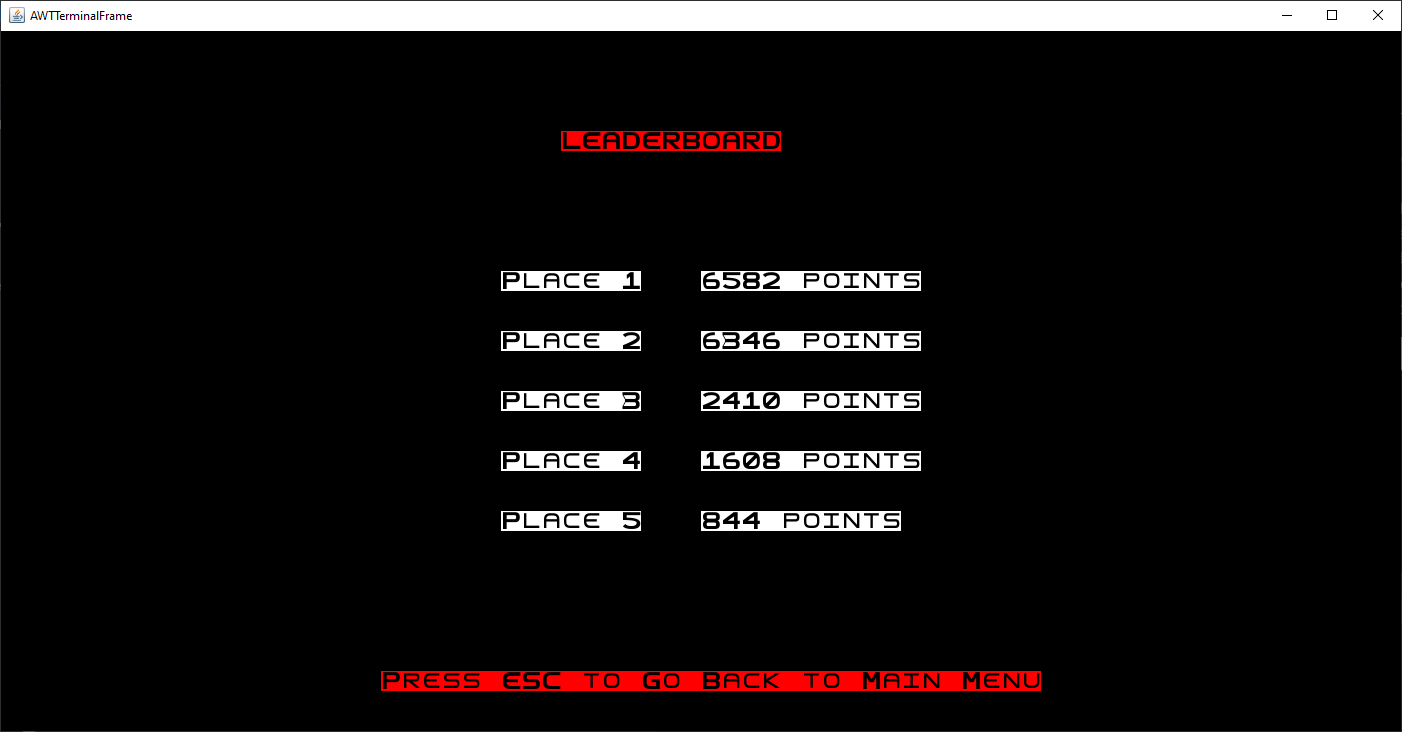 AWTTerminalFrame
Leaderboard
Place 1 6582 points
Place 2 6346 points
Place 3 2410 points
Place 4 1608 points
Place 5 844 points
Press ESC to Go Back to Main Menu